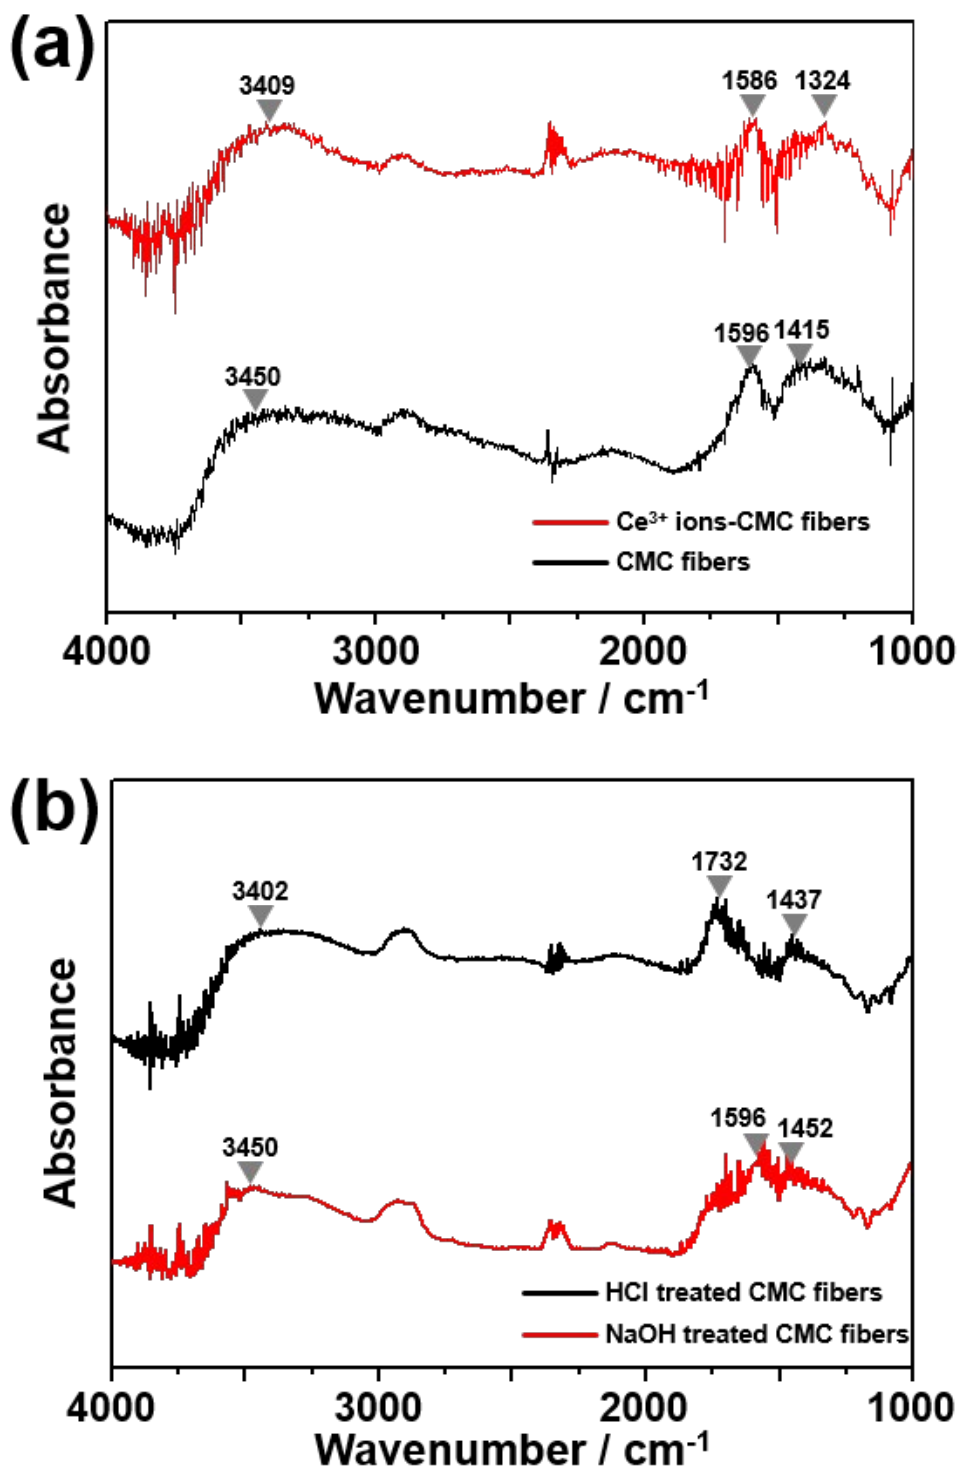 (a)
3409
1586 1324
1596 1415
3450
Absorbance
Ce³⁺ ions-CMC fibers
CMC fibers
4000 3000 2000 1000
Wavenumber / cm⁻¹
(b)
1732
3402
1437
1596
1452
3450
Absorbance
HCl treated CMC fibers
NaOH treated CMC fibers
4000 3000 2000 1000
Wavenumber / cm⁻¹